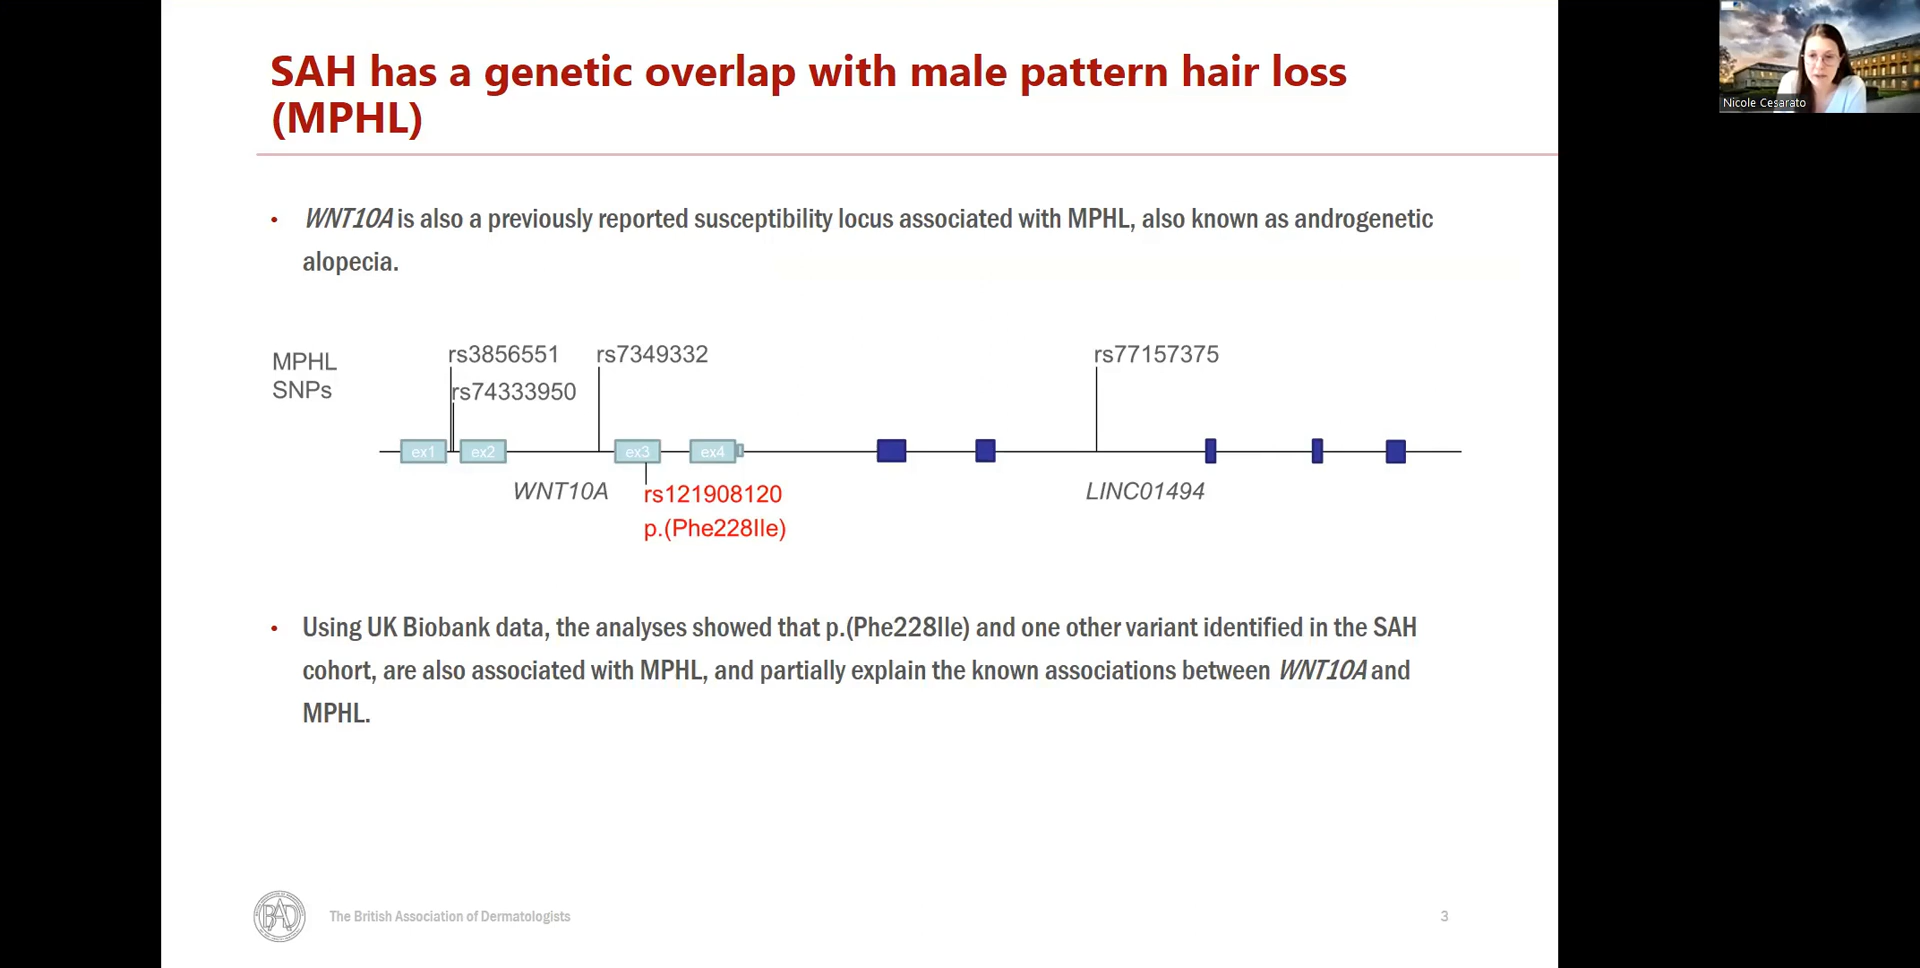 SAH has a genetic overlap with male pattern hair loss
(MPHL)
Nicole Cesarato
• WNT10A is also a previously reported susceptibility locus associated with MPHL, also known as androgenetic
alopecia.
MPHL
SNPs
rs3856551
rs74333950
rs7349332
rs77157375
ex1
ex2
ex3
ex4
WNT10A
rs121908120
p.(Phe228Ile)
LINC01494
• Using UK Biobank data, the analyses showed that p.(Phe228Ile) and one other variant identified in the SAH
cohort, are also associated with MPHL, and partially explain the known associations between WNT10A and
MPHL.
BAD
The British Association of Dermatologists
3